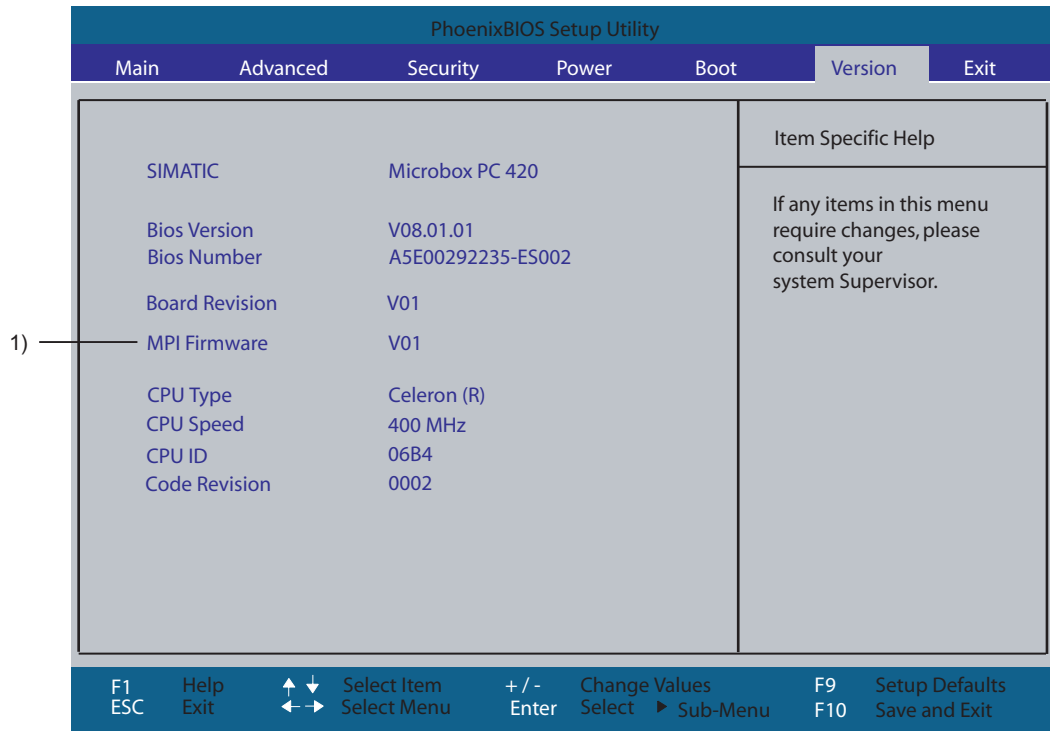 PhoenixBIOS Setup Utility
Main Advanced Security Power Boot Version Exit
Item Specific Help
SIMATIC Microbox PC 420
If any items in this menu
require changes, please
consult your
system Supervisor.
Bios Version V08.01.01
Bios Number A5E00292235-ES002
Board Revision V01
1) MPI Firmware V01
CPU Type Celeron (R)
CPU Speed 400 MHz
CPU ID 06B4
Code Revision 0002
F1 Help Select Item + / - Change Values F9 Setup Defaults
ESC Exit Select Menu Enter Select Sub-Menu F10 Save and Exit